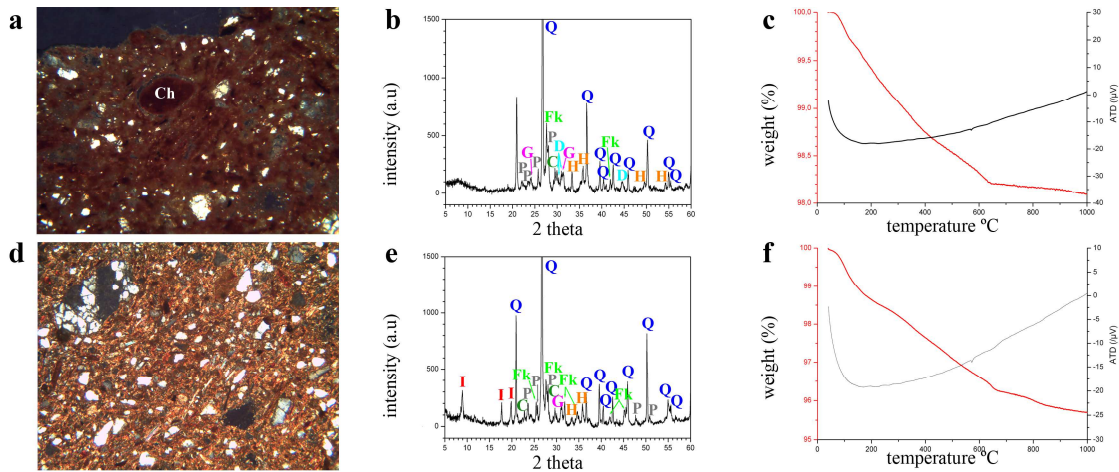 a
Ch
b
intensity (a.u)
1500
1000
500
0
Q
Q
Fk
P
G
D
G
P
P
P
C
H
H
Fk
Q
Q
Q
Q
Q
D
H
H
Q
Q
5 10 15 20 25 30 35 40 45 50 55 60
2 theta
c
weight (%)
100.0
99.5
99.0
98.5
98.0
30
20
10
0
-10
-20
-30
-40
ATD (/μV)
0 200 400 600 800 1000
temperature ºC
d
e
intensity (a.u)
1500
1000
500
0
Q
Q
Q
I
I
I
Fk
Fk
Fk
P
P
P
C
C
G
H
H
Q
Q
Q
Q
Q
Fk
P
P
Q
Q
5 10 15 20 25 30 35 40 45 50 55 60
2 theta
f
weight (%)
100
99
98
97
96
95
10
5
0
-5
-10
-15
-20
-25
-30
ATD (/μV)
0 200 400 600 800 1000
temperature ºC